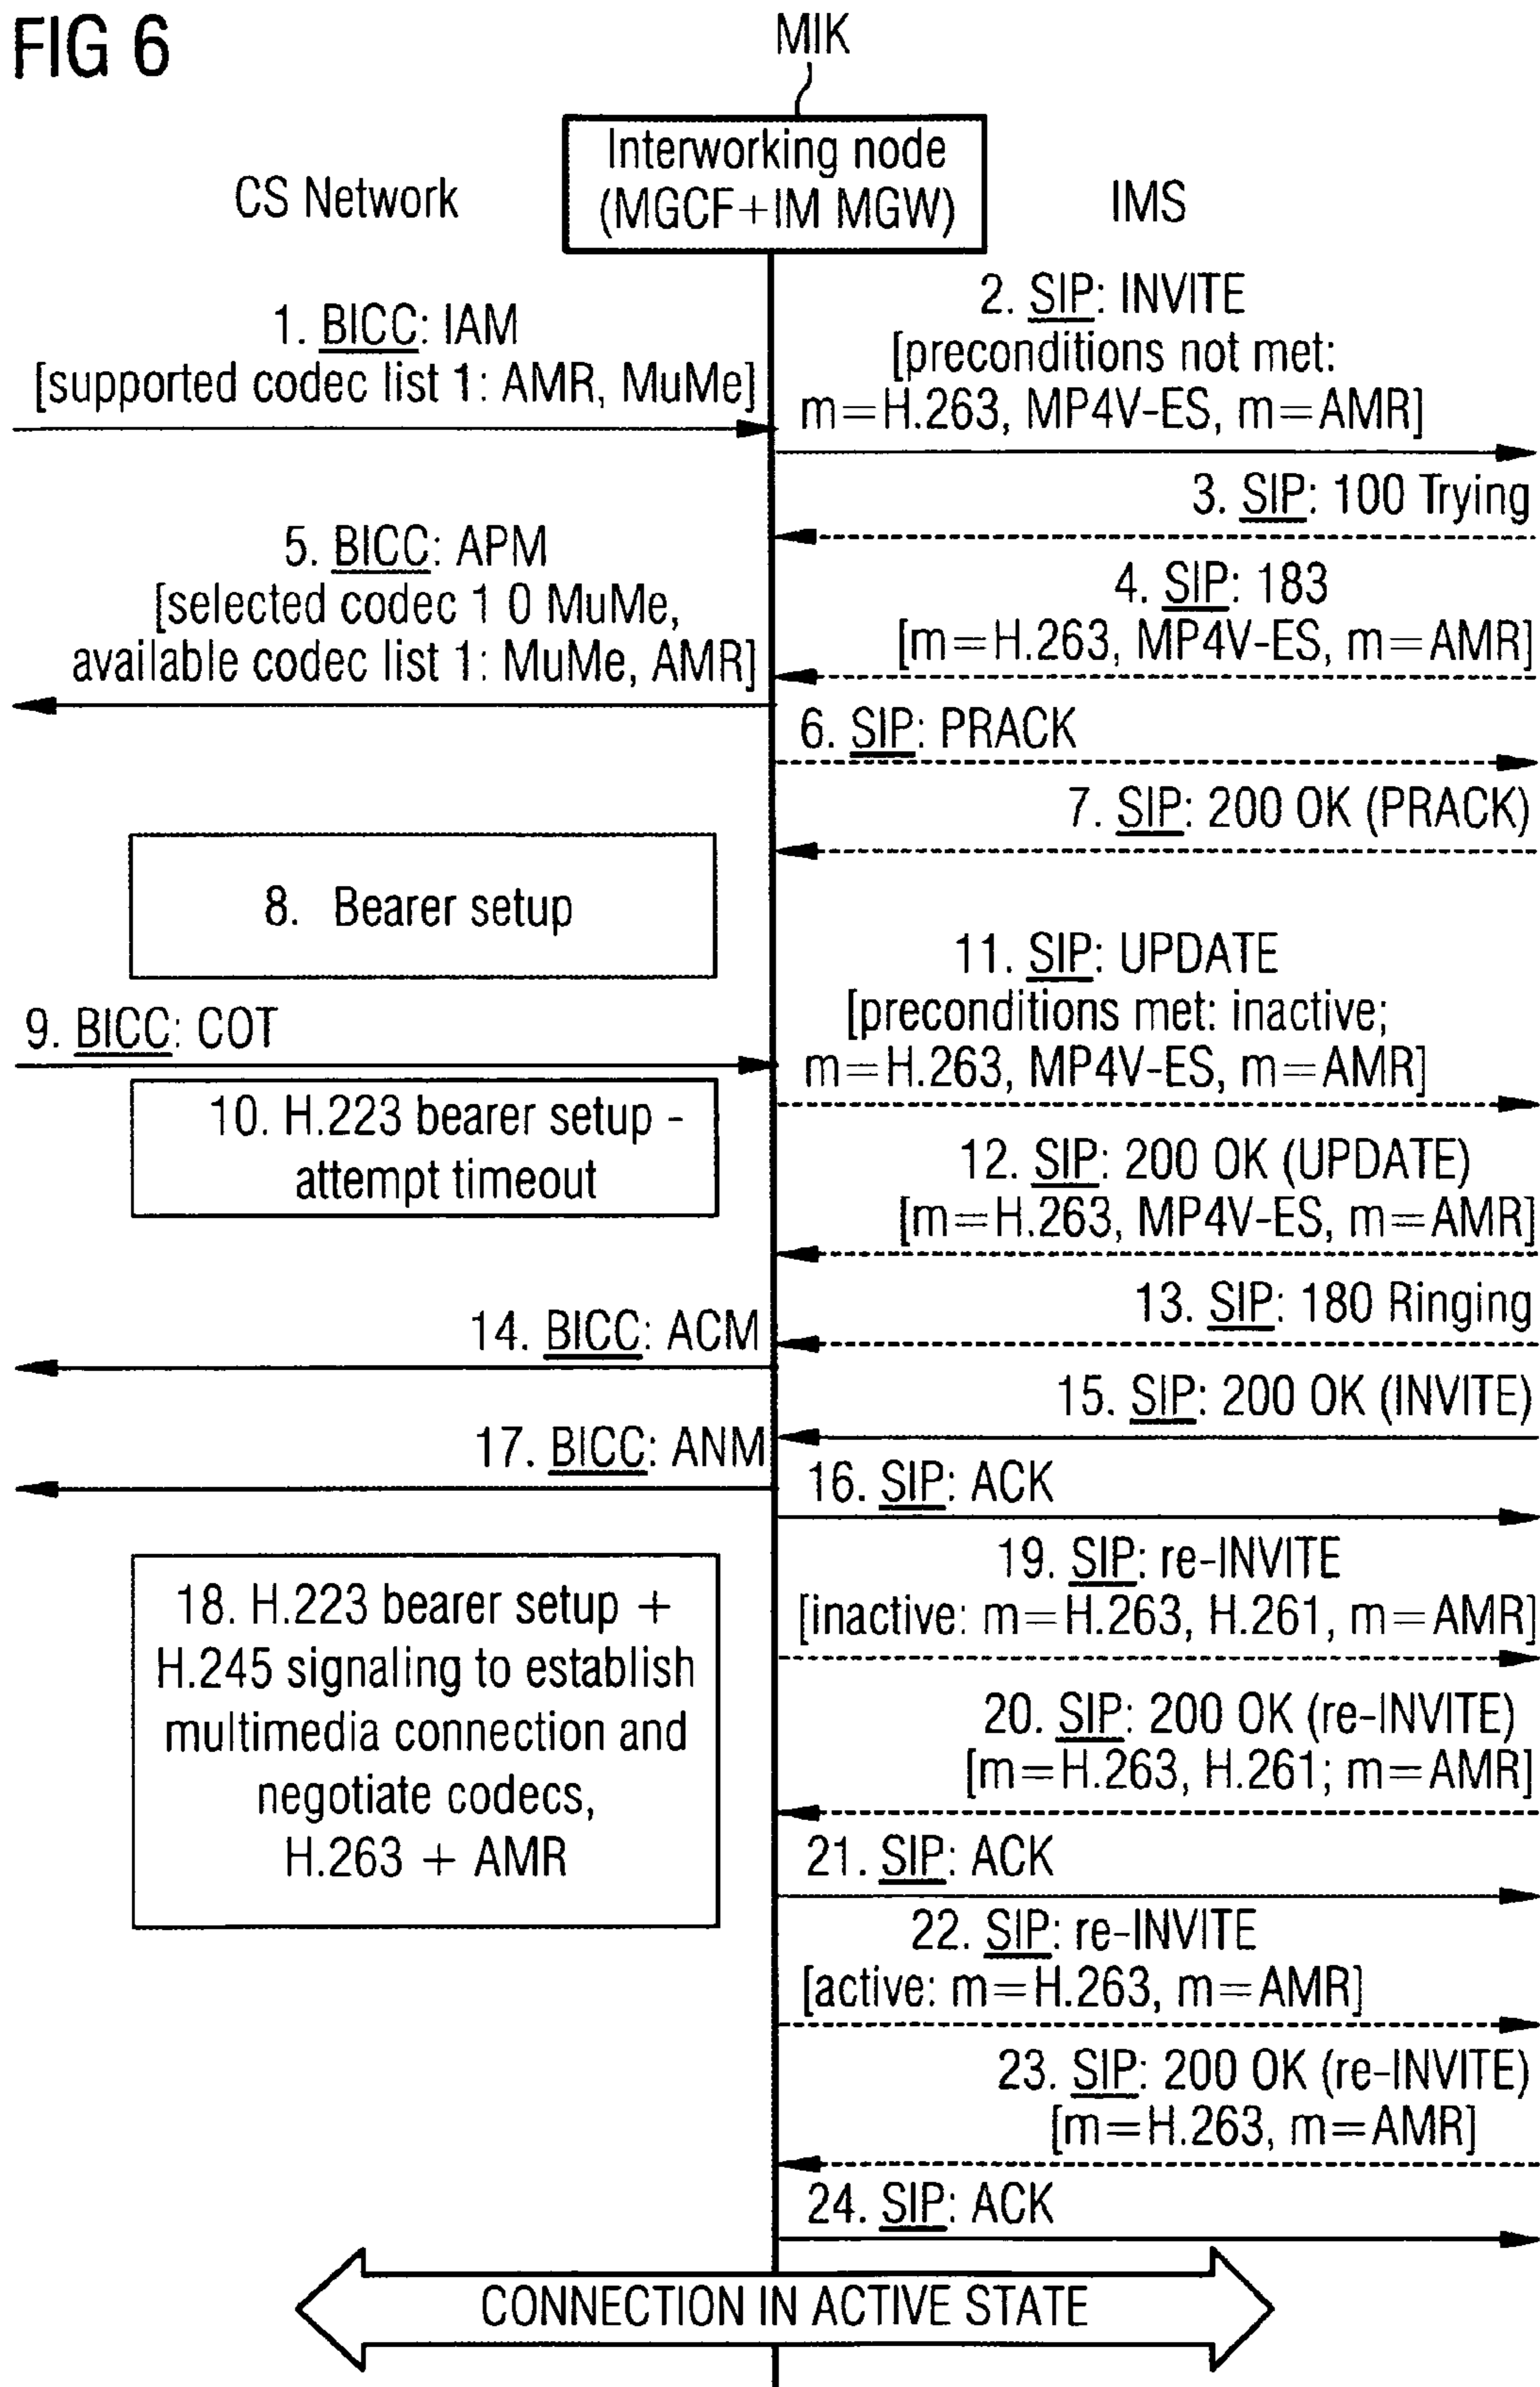 FIG 6
MIK
Interworking node
(MGCF+IM MGW)
CS Network
IMS
1. BICC: IAM
[supported codec list 1: AMR, MuMe]
2. SIP: INVITE
[preconditions not met:
m=H.263, MP4V-ES, m=AMR]
3. SIP: 100 Trying
4. SIP: 183
[m=H.263, MP4V-ES, m=AMR]
5. BICC: APM
[selected codec 1 0 MuMe,
available codec list 1: MuMe, AMR]
6. SIP: PRACK
7. SIP: 200 OK (PRACK)
8. Bearer setup
9. BICC: COT
10. H.223 bearer setup -
attempt timeout
11. SIP: UPDATE
[preconditions met: inactive;
m=H.263, MP4V-ES, m=AMR]
12. SIP: 200 OK (UPDATE)
[m=H.263, MP4V-ES, m=AMR]
13. SIP: 180 Ringing
14. BICC: ACM
15. SIP: 200 OK (INVITE)
17. BICC: ANM
16. SIP: ACK
18. H.223 bearer setup +
H.245 signaling to establish
multimedia connection and
negotiate codecs,
H.263 + AMR
19. SIP: re-INVITE
[inactive: m=H.263, H.261, m=AMR]
20. SIP: 200 OK (re-INVITE)
[m=H.263, H.261; m=AMR]
21. SIP: ACK
22. SIP: re-INVITE
[active: m=H.263, m=AMR]
23. SIP: 200 OK (re-INVITE)
[m=H.263, m=AMR]
24. SIP: ACK
CONNECTION IN ACTIVE STATE